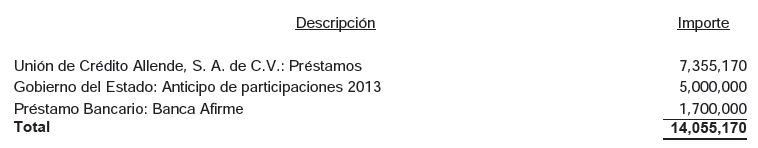 Descripción Importe
Unión de Crédito Allende, S. A. de C.V.: Préstamos 7,355,170
Gobierno del Estado: Anticipo de participaciones 2013 5,000,000
Préstamo Bancario: Banca Afirme 1,700,000
Total 14,055,170